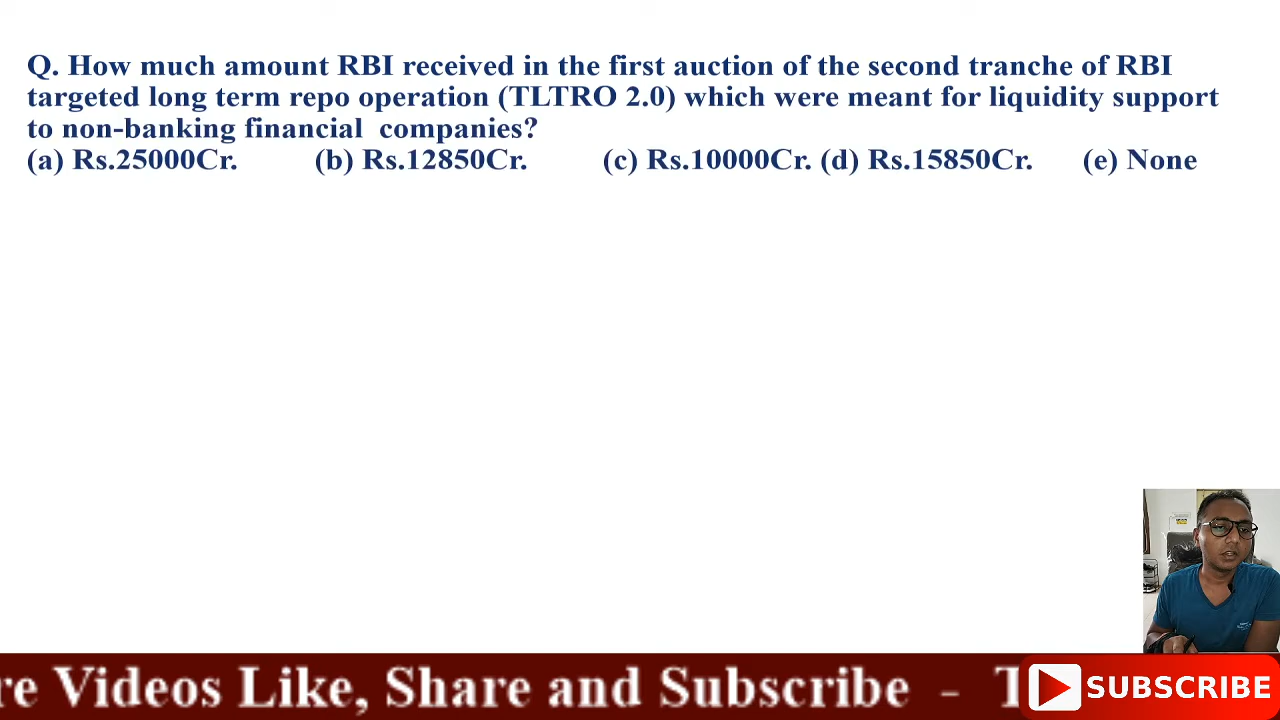 Q. How much amount RBI received in the first auction of the second tranche of RBI
targeted long term repo operation (TLTRO 2.0) which were meant for liquidity support
to non-banking financial companies?
(a) Rs.25000Cr. (b) Rs.12850Cr. (c) Rs.10000Cr. (d) Rs.15850Cr. (e) None
re Videos Like, Share and Subscribe - T
SUBSCRIBE